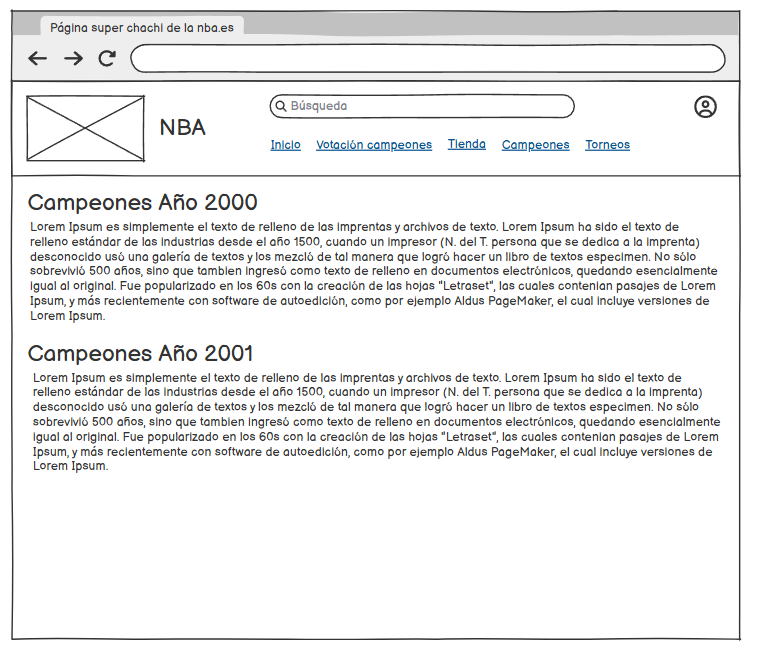 Página super chachi de la nba.es
Búsqueda
NBA
Inicio Votación campeones Tienda Campeones Torneos
Campeones Año 2000
Lorem Ipsum es simplemente el texto de relleno de las imprentas y archivos de texto. Lorem Ipsum ha sido el texto de
relleno estándar de las industrias desde el año 1500, cuando un impresor (N. del T. persona que se dedica a la imprenta)
desconocido usó una galería de textos y los mezcló de tal manera que logró hacer un libro de textos especimen. No sólo
sobrevivió 500 años, sino que tambien ingresó como texto de relleno en documentos electrónicos, quedando esencialmente
igual al original. Fue popularizado en los 60s con la creación de las hojas "Letraset", las cuales contenian pasajes de Lorem
Ipsum, y más recientemente con software de autoedición, como por ejemplo Aldus PageMaker, el cual incluye versiones de
Lorem Ipsum.
Campeones Año 2001
Lorem Ipsum es simplemente el texto de relleno de las imprentas y archivos de texto. Lorem Ipsum ha sido el texto de
relleno estándar de las industrias desde el año 1500, cuando un impresor (N. del T. persona que se dedica a la imprenta)
desconocido usó una galería de textos y los mezcló de tal manera que logró hacer un libro de textos especimen. No sólo
sobrevivió 500 años, sino que tambien ingresó como texto de relleno en documentos electrónicos, quedando esencialmente
igual al original. Fue popularizado en los 60s con la creación de las hojas "Letraset", las cuales contenian pasajes de Lorem
Ipsum, y más recientemente con software de autoedición, como por ejemplo Aldus PageMaker, el cual incluye versiones de
Lorem Ipsum.